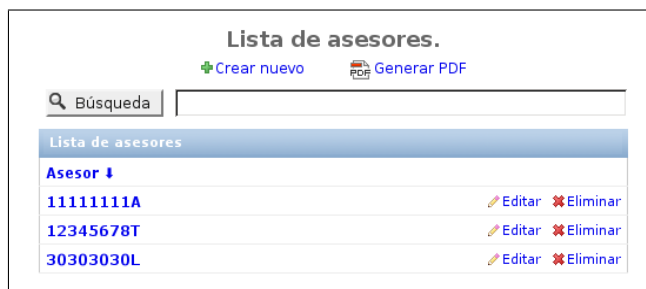 Lista de asesores.
Crear nuevo PDF Generar PDF
Búsqueda
Lista de asesores
Asesor ⬇
11111111A Editar Eliminar
12345678T Editar Eliminar
30303030L Editar Eliminar